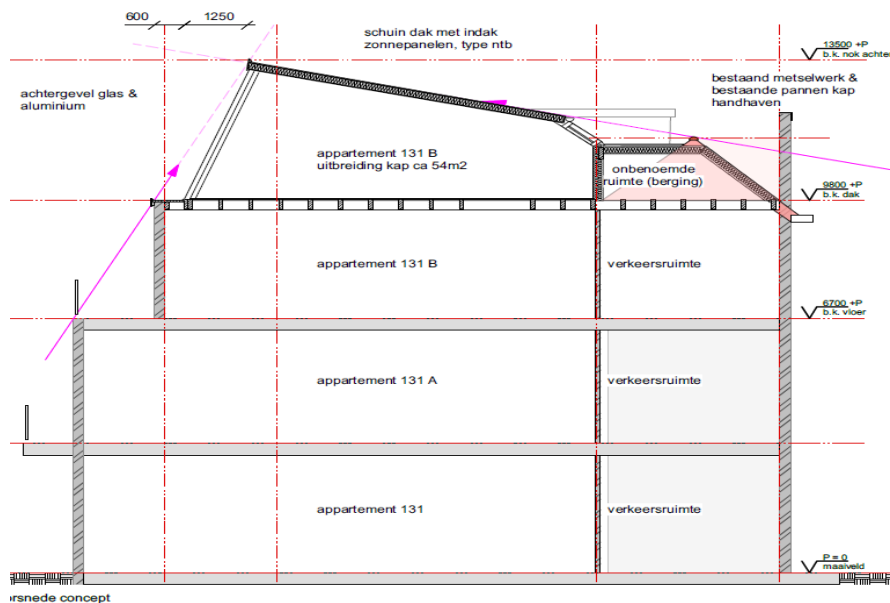 600
1250
schuin dak met indak
zonnepanelen, type ntb
13500 +P
b.k. nok achter
achtergevel glas &
aluminium
bestaand metselwerk &
bestaande pannen kap
handhaven
appartement 131 B
uitbreiding kap ca 54m2
onbenoemde
ruimte (berging)
9800 +P
b.k. dak
appartement 131 B
verkeersruimte
6700 +P
b.k. vloer
appartement 131 A
verkeersruimte
appartement 131
verkeersruimte
P = 0
maaiveld
orsnede concept